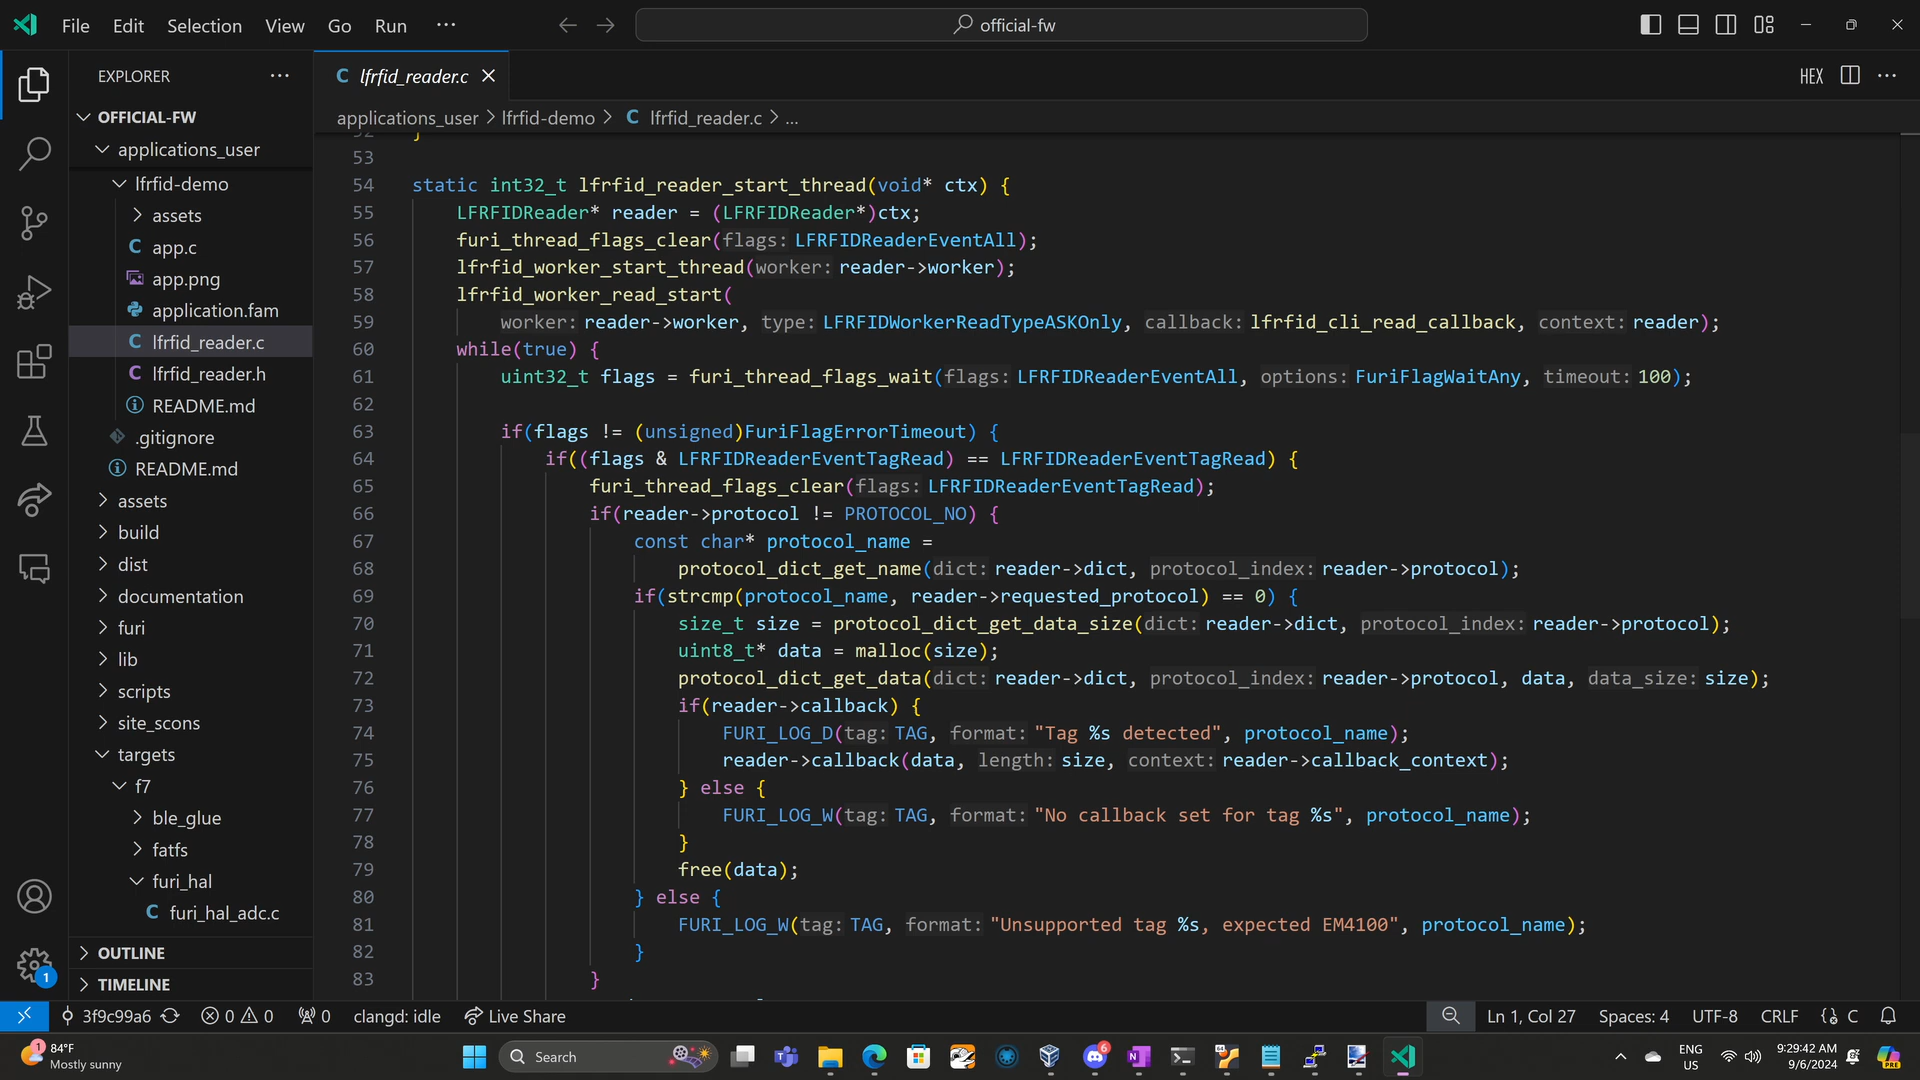 File Edit Selection View Go Run ···
official-fw
EXPLORER ···
OFFICIAL-FW
applications_user
lfrfid-demo
assets
C app.c
app.png
application.fam
C lfrfid_reader.c
C lfrfid_reader.h
README.md
.gitignore
README.md
assets
build
dist
documentation
furi
lib
scripts
site_scons
targets
f7
ble_glue
fatfs
furi_hal
C furi_hal_adc.c
OUTLINE
TIMELINE
C lfrfid_reader.c
HEX ···
applications_user > lfrfid-demo > C lfrfid_reader.c > ...
52 }
53
54 static int32_t lfrfid_reader_start_thread(void* ctx) {
55 LFRFIDReader* reader = (LFRFIDReader*)ctx;
56 furi_thread_flags_clear(flags: LFRFIDReaderEventAll);
57 lfrfid_worker_start_thread(worker: reader->worker);
58 lfrfid_worker_read_start(
59 worker: reader->worker, type: LFRFIDWorkerReadTypeASKOnly, callback: lfrfid_cli_read_callback, context: reader);
60 while(true) {
61 uint32_t flags = furi_thread_flags_wait(flags: LFRFIDReaderEventAll, options: FuriFlagWaitAny, timeout: 100);
62
63 if(flags != (unsigned)FuriFlagErrorTimeout) {
64 if((flags & LFRFIDReaderEventTagRead) == LFRFIDReaderEventTagRead) {
65 furi_thread_flags_clear(flags: LFRFIDReaderEventTagRead);
66 if(reader->protocol != PROTOCOL_NO) {
67 const char* protocol_name =
68 protocol_dict_get_name(dict: reader->dict, protocol_index: reader->protocol);
69 if(strcmp(protocol_name, reader->requested_protocol) == 0) {
70 size_t size = protocol_dict_get_data_size(dict: reader->dict, protocol_index: reader->protocol);
71 uint8_t* data = malloc(size);
72 protocol_dict_get_data(dict: reader->dict, protocol_index: reader->protocol, data, data_size: size);
73 if(reader->callback) {
74 FURI_LOG_D(tag: TAG, format: "Tag %s detected", protocol_name);
75 reader->callback(data, length: size, context: reader->callback_context);
76 } else {
77 FURI_LOG_W(tag: TAG, format: "No callback set for tag %s", protocol_name);
78 }
79 free(data);
80 } else {
81 FURI_LOG_W(tag: TAG, format: "Unsupported tag %s, expected EM4100", protocol_name);
82 }
83 }
1
3f9c99a6 0 0 0 clangd: idle Live Share
Ln 1, Col 27 Spaces: 4 UTF-8 CRLF C
1
84°F
Mostly sunny
Search
6
ENG
US
9:29:42 AM
9/6/2024
PRE